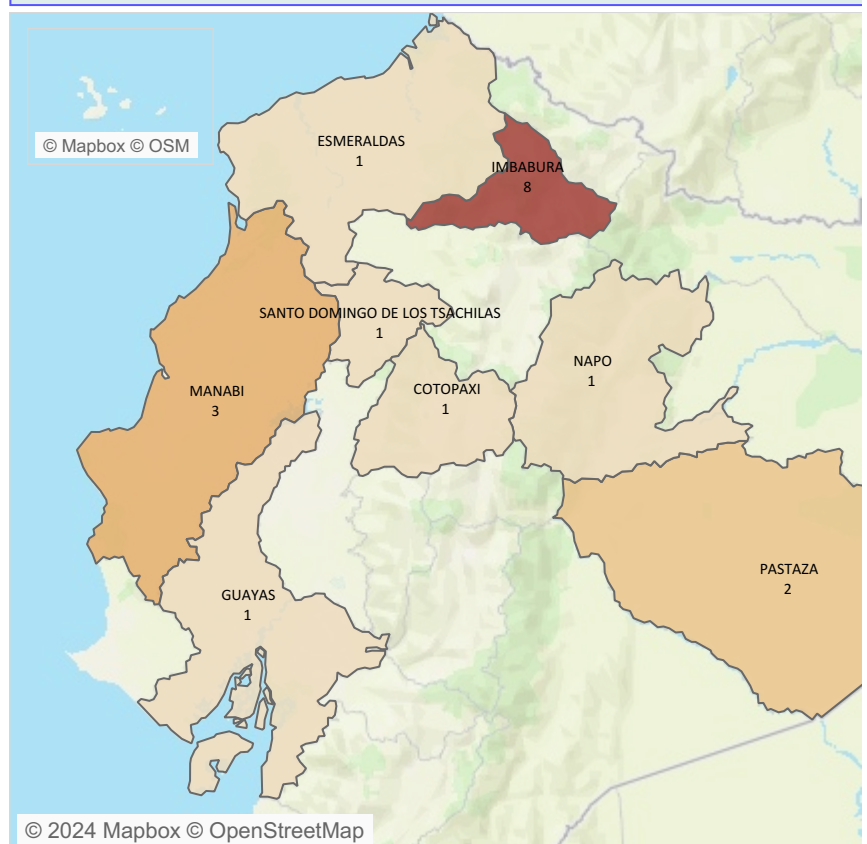 © Mapbox © OSM
ESMERALDAS
1
IMBABURA
8
SANTO DOMINGO DE LOS TSACHILAS
1
NAPO
1
MANABI
3
COTOPAXI
1
PASTAZA
2
GUAYAS
1
© 2024 Mapbox © OpenStreetMap